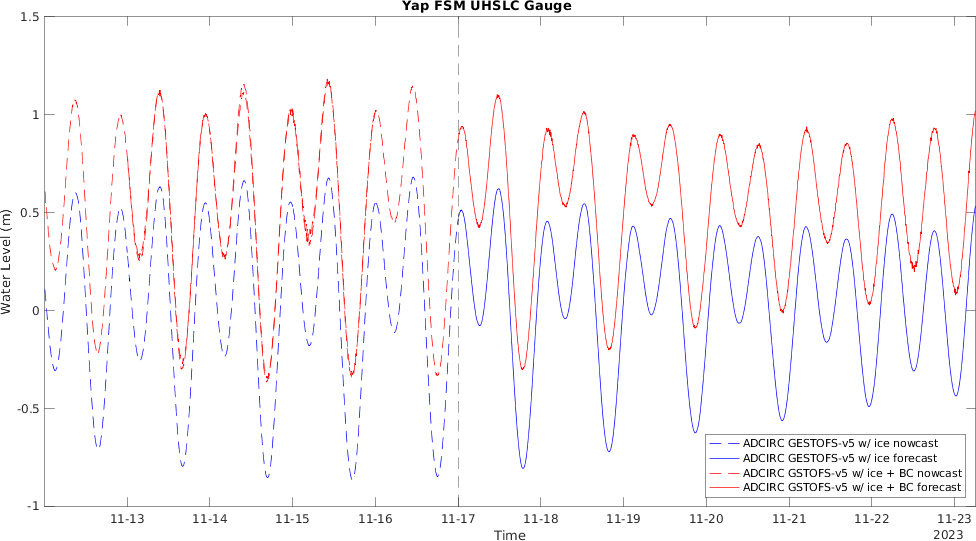 Yap FSM UHSLC Gauge
1.5
1
0.5
0
-0.5
-1
Water Level (m)
ADCIRC GESTOFS-v5 w/ ice nowcast
ADCIRC GESTOFS-v5 w/ ice forecast
ADCIRC GSTOFS-v5 w/ ice + BC nowcast
ADCIRC GSTOFS-v5 w/ ice + BC forecast
11-13 11-14 11-15 11-16 11-17 11-18 11-19 11-20 11-21 11-22 11-23
Time 2023